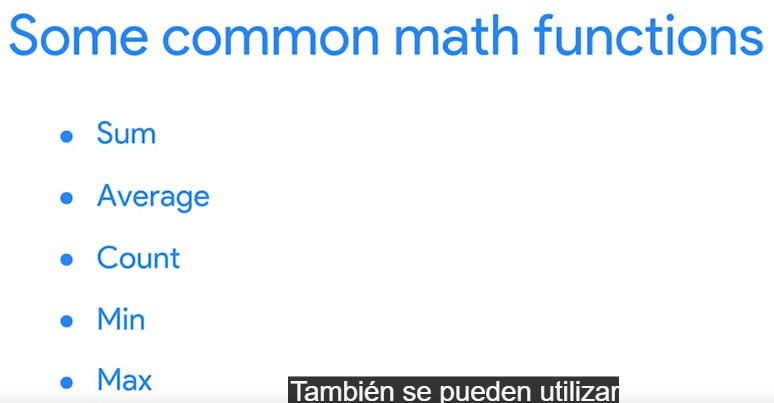 Some common math functions
Sum
Average
Count
Min
Max
También se pueden utilizar